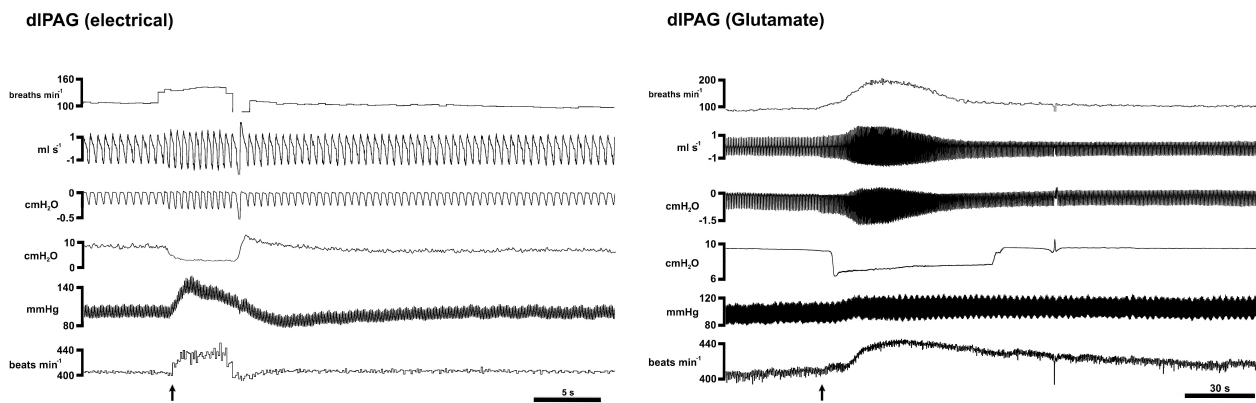 dlPAG (electrical)
160
breaths min⁻¹
100
1
ml s⁻¹
-1
0
cmH₂O
-0.5
10
cmH₂O
0
140
mmHg
80
440
beats min⁻¹
400
5 s
dlPAG (Glutamate)
200
breaths min⁻¹
100
1
ml s⁻¹
-1
0
cmH₂O
-1.5
10
cmH₂O
6
120
mmHg
80
440
beats min⁻¹
400
30 s